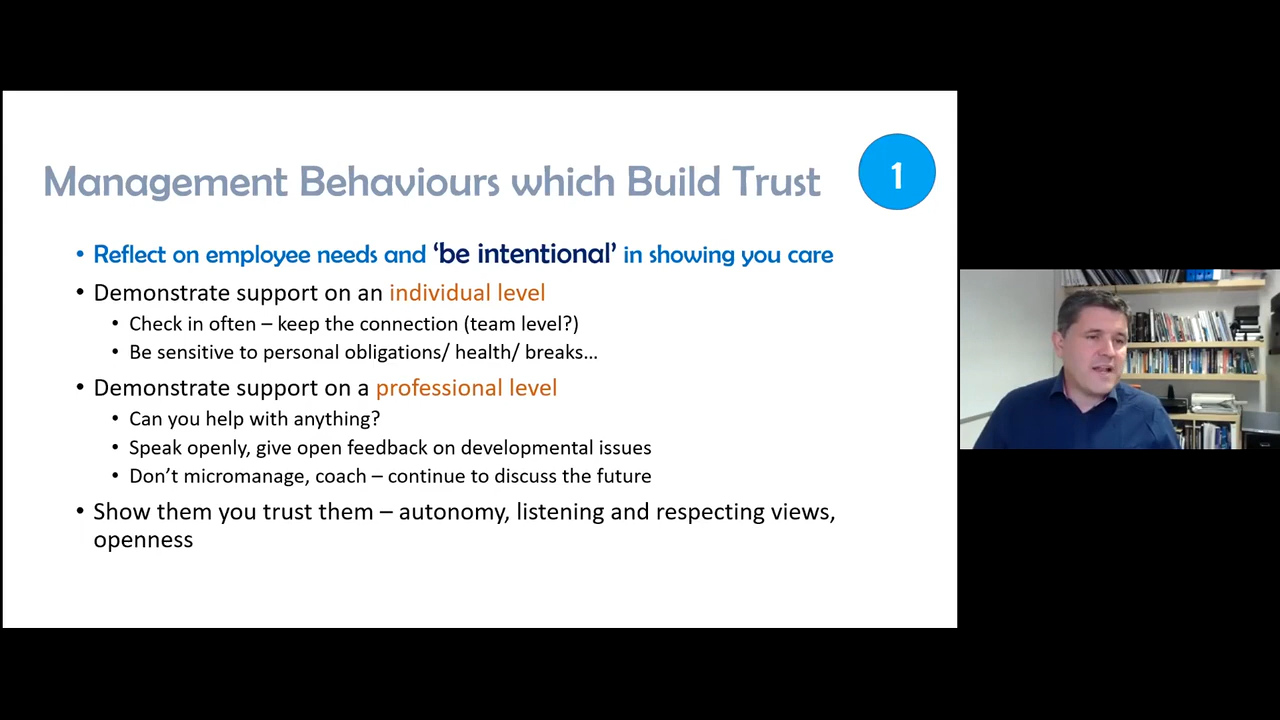 Management Behaviours which Build Trust
1
• Reflect on employee needs and ‘be intentional’ in showing you care
• Demonstrate support on an individual level
• Check in often – keep the connection (team level?)
• Be sensitive to personal obligations/ health/ breaks...
• Demonstrate support on a professional level
• Can you help with anything?
• Speak openly, give open feedback on developmental issues
• Don’t micromanage, coach – continue to discuss the future
• Show them you trust them – autonomy, listening and respecting views,
openness